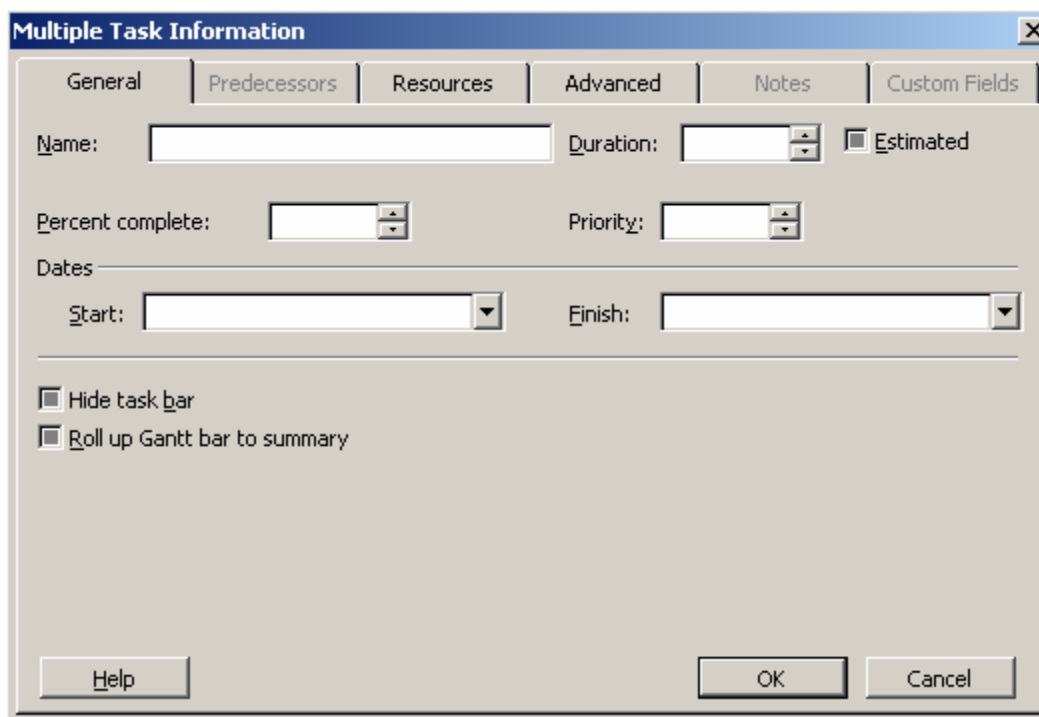 Multiple Task Information
General Predecessors Resources Advanced Notes Custom Fields
Name: Duration: Estimated
Percent complete: Priority:
Dates
Start: Finish:
Hide task bar
Roll up Gantt bar to summary
Help OK Cancel